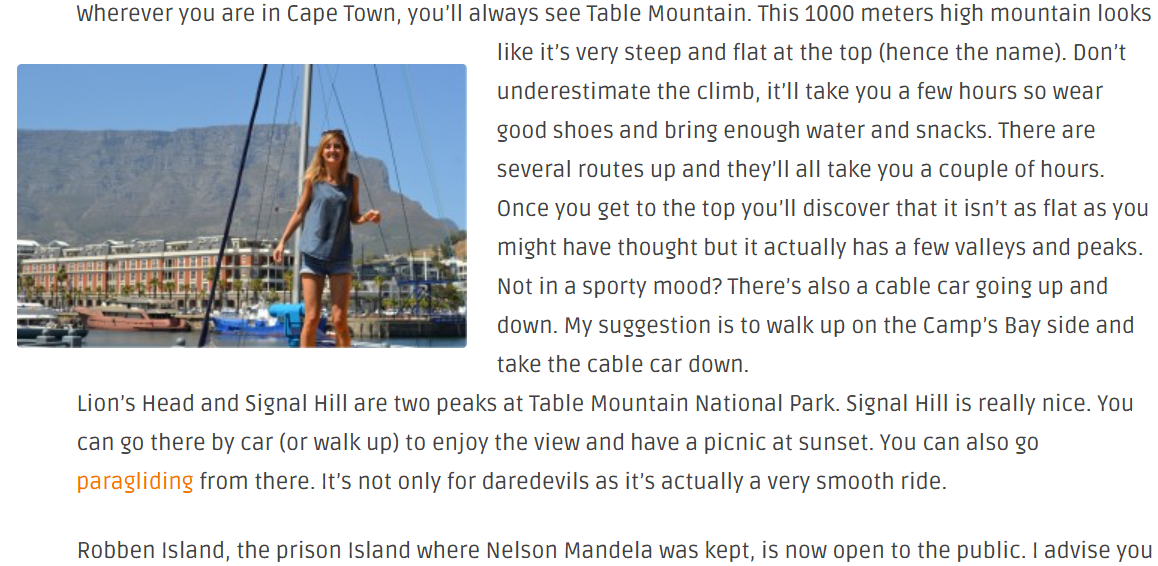 Wherever you are in Cape Town, you'll always see Table Mountain. This 1000 meters high mountain looks
like it's very steep and flat at the top (hence the name). Don't
underestimate the climb, it'll take you a few hours so wear
good shoes and bring enough water and snacks. There are
several routes up and they'll all take you a couple of hours.
Once you get to the top you'll discover that it isn't as flat as you
might have thought but it actually has a few valleys and peaks.
Not in a sporty mood? There's also a cable car going up and
down. My suggestion is to walk up on the Camp's Bay side and
take the cable car down.
Lion's Head and Signal Hill are two peaks at Table Mountain National Park. Signal Hill is really nice. You
can go there by car (or walk up) to enjoy the view and have a picnic at sunset. You can also go
paragliding from there. It's not only for daredevils as it's actually a very smooth ride.
Robben Island, the prison Island where Nelson Mandela was kept, is now open to the public. I advise you